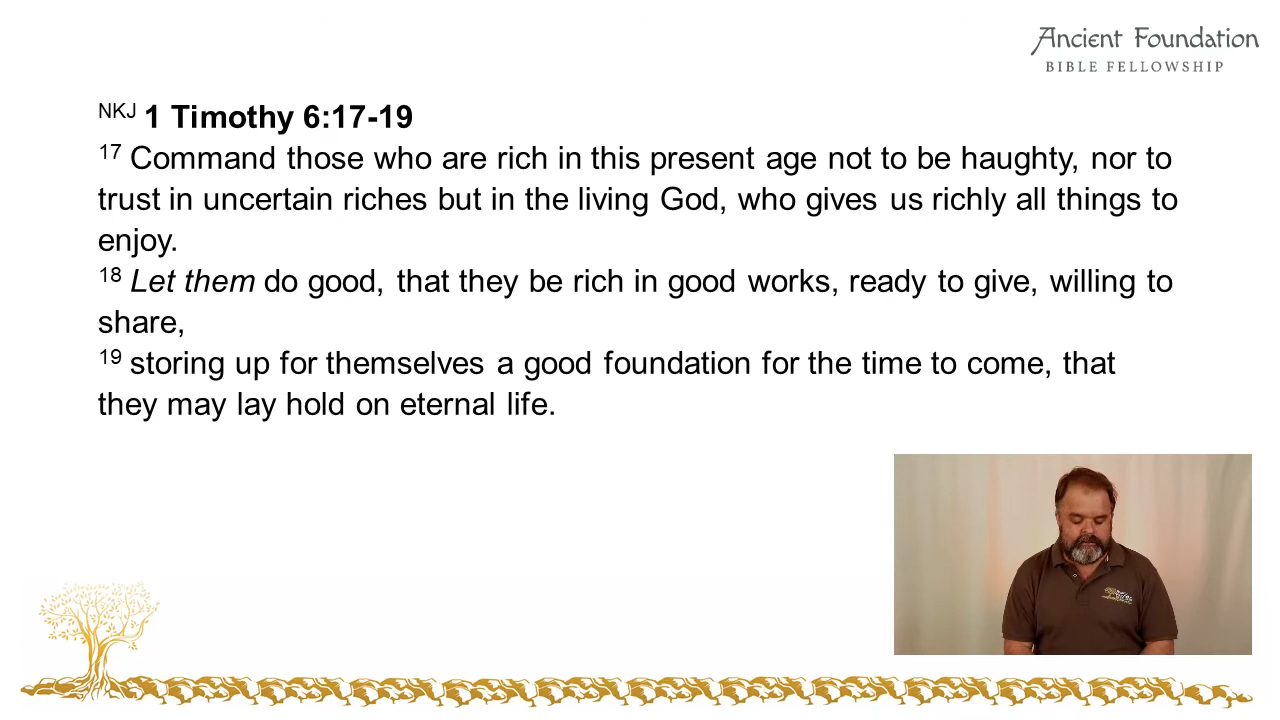 Ancient Foundation
BIBLE FELLOWSHIP
NKJ 1 Timothy 6:17-19
17 Command those who are rich in this present age not to be haughty, nor to
trust in uncertain riches but in the living God, who gives us richly all things to
enjoy.
18 Let them do good, that they be rich in good works, ready to give, willing to
share,
19 storing up for themselves a good foundation for the time to come, that
they may lay hold on eternal life.